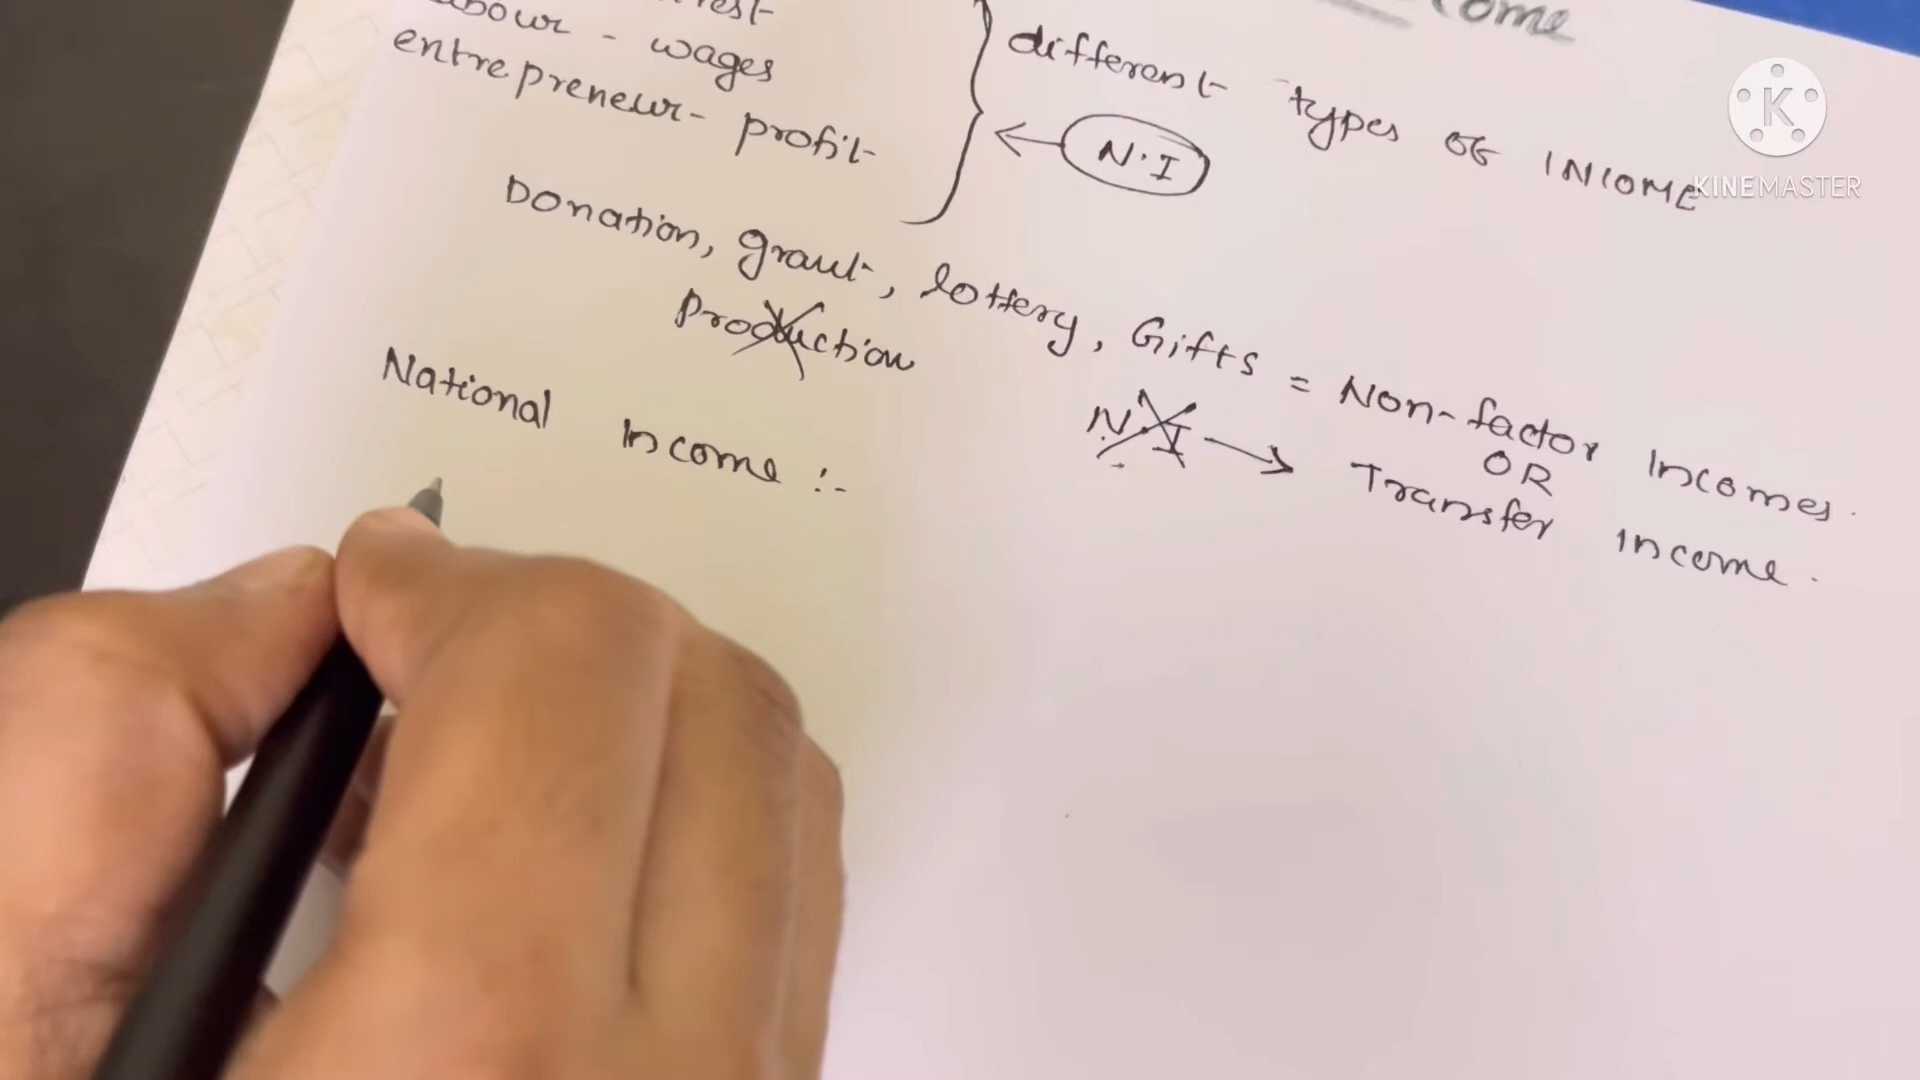 labour - wages
entrepreneur - profit
different types of INCOME
N.I
Donation, grant, lottery, Gifts = Non-factor Incomes.
Production
N.I → Transfer Income.
OR
National Income :-
KINEMASTER